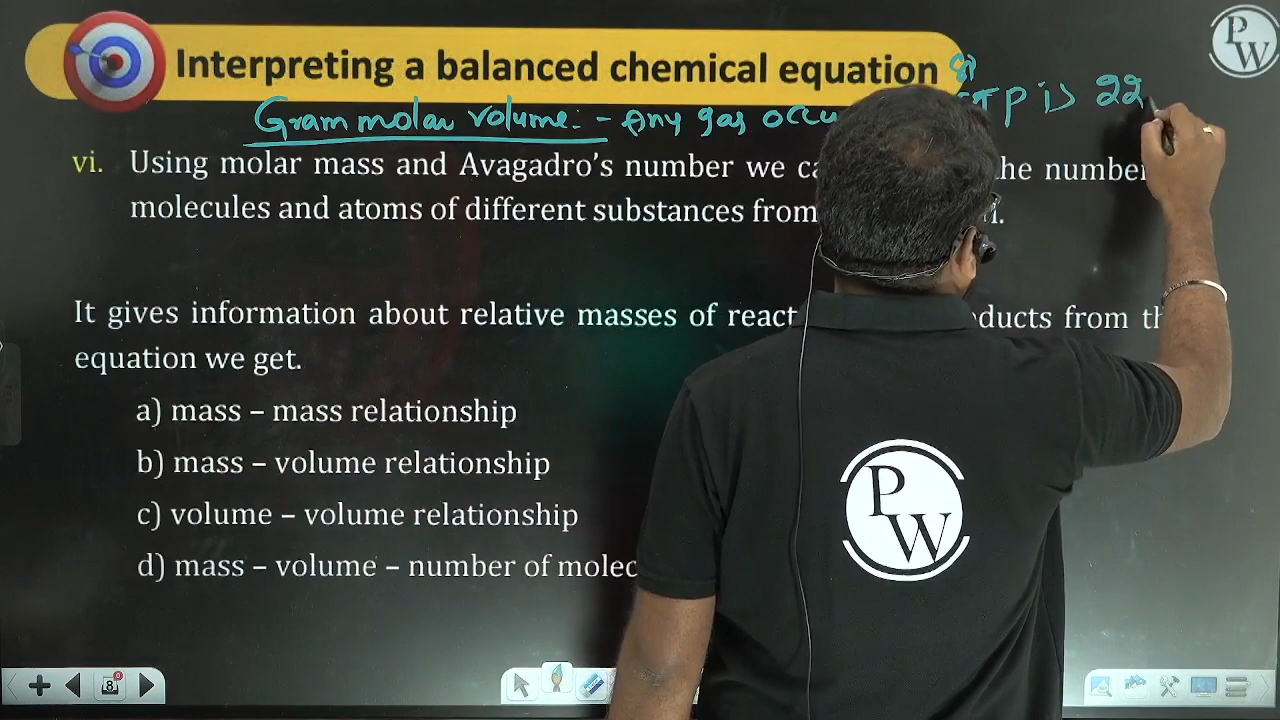 PW
Interpreting a balanced chemical equation
Gram molar volume:- Any gas occu P is 22
vi. Using molar mass and Avagadro's number we ca he number
molecules and atoms of different substances from
It gives information about relative masses of react ducts from th
equation we get.
a) mass – mass relationship
b) mass – volume relationship
c) volume – volume relationship
d) mass – volume – number of molec
PW
8